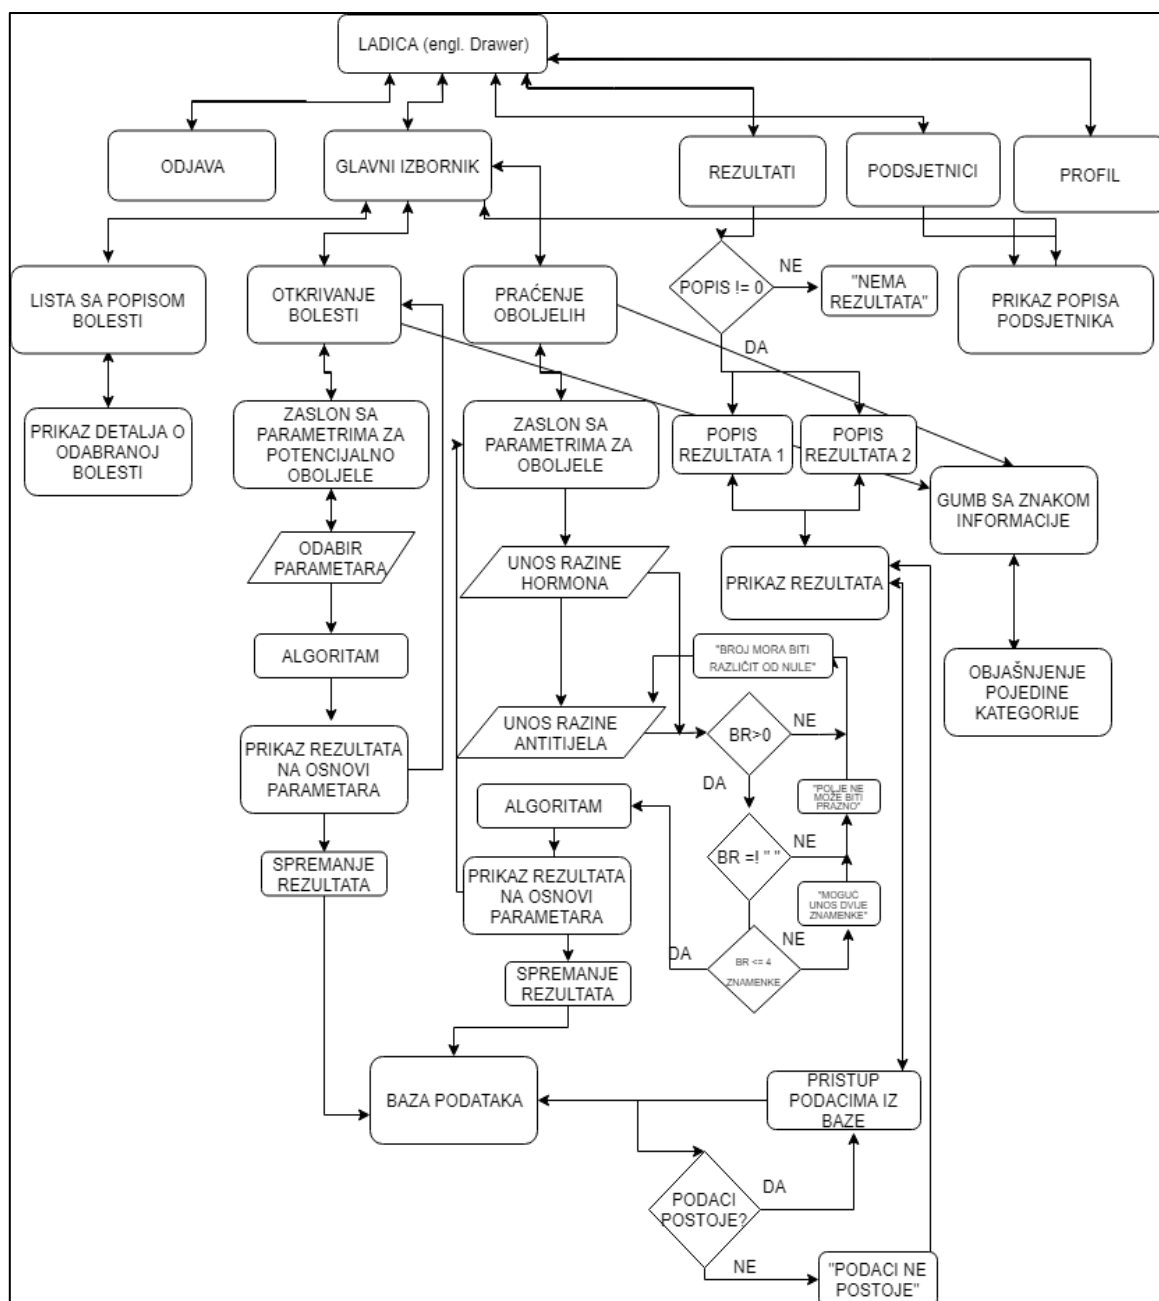 LADICA (engl. Drawer)
ODJAVA
GLAVNI IZBORNIK
REZULTATI
PODSJETNICI
PROFIL
LISTA SA POPISOM
BOLESTI
OTKRIVANJE
BOLESTI
PRAĆENJE
OBOLJELIH
POPIS != 0
NE
"NEMA
REZULTATA"
PRIKAZ POPISA
PODSJETNIKA
DA
PRIKAZ DETALJA O
ODABRANOJ
BOLESTI
ZASLON SA
PARAMETRIMA ZA
POTENCIJALNO
OBOLJELE
ZASLON SA
PARAMETRIMA ZA
OBOLJELE
POPIS
REZULTATA 1
POPIS
REZULTATA 2
GUMB SA ZNAKOM
INFORMACIJE
ODABIR
PARAMETARA
UNOS RAZINE
HORMONA
PRIKAZ REZULTATA
ALGORITAM
"BROJ MORA BITI
RAZLIČIT OD NULE"
OBJAŠNJENJE
POJEDINE
KATEGORIJE
UNOS RAZINE
ANTITIJELA
BR>0
NE
PRIKAZ REZULTATA
NA OSNOVI
PARAMETARA
DA
"POLJE NE
MOŽE BITI
PRAZNO"
ALGORITAM
BR =! " "
NE
SPREMANJE
REZULTATA
PRIKAZ REZULTATA
NA OSNOVI
PARAMETARA
"MOGUĆ
UNOS DVIJE
ZNAMENKE"
DA
NE
BR <= 4
ZNAMENKE
SPREMANJE
REZULTATA
BAZA PODATAKA
PRISTUP
PODACIMA IZ
BAZE
PODACI
POSTOJE?
DA
NE
"PODACI NE
POSTOJE"